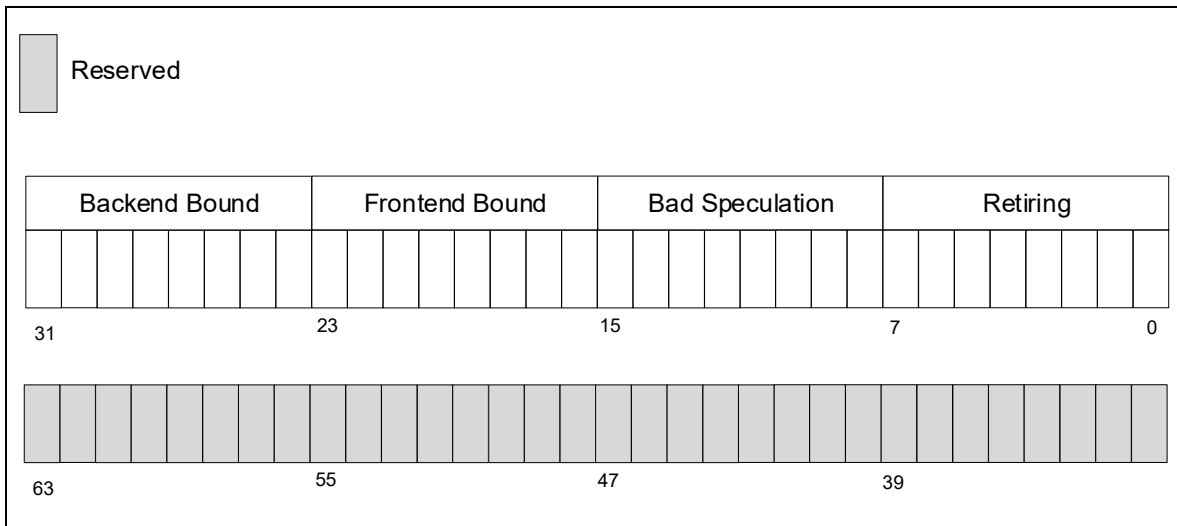 Reserved
Backend Bound Frontend Bound Bad Speculation Retiring
31 23 15 7 0
63 55 47 39